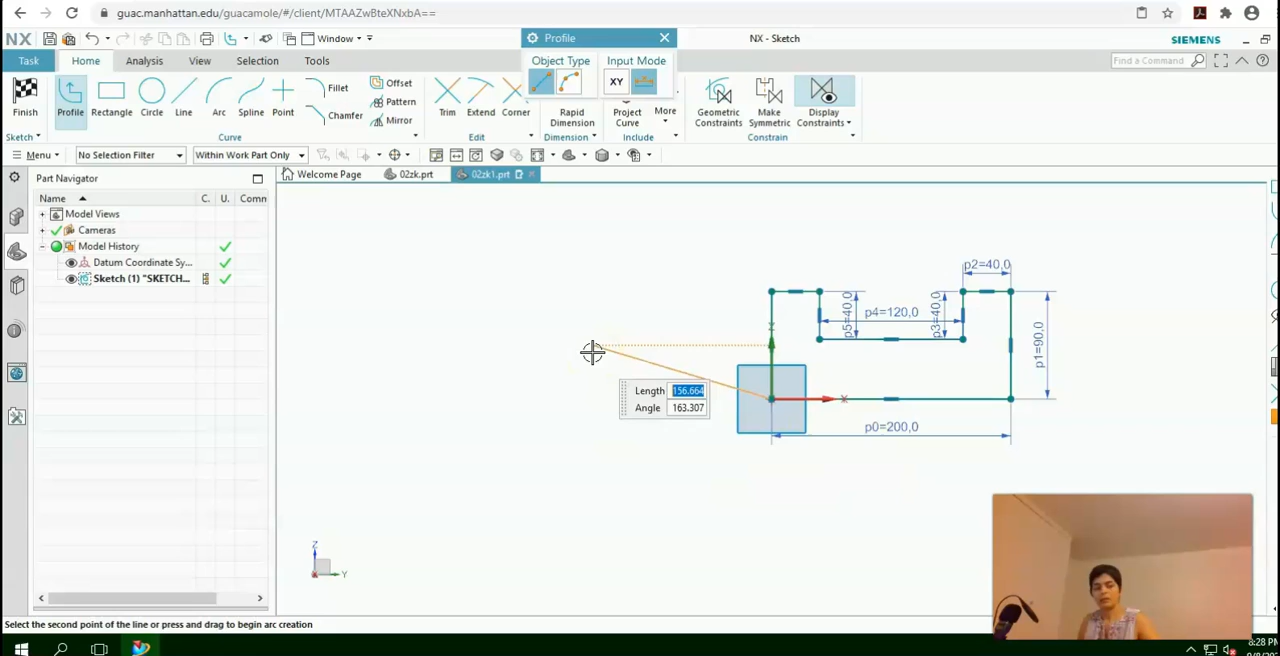 guac.manhattan.edu/guacamole/#/client/MTAAZwBteXNxbA==
NX
Window
Profile
NX - Sketch
SIEMENS
Task
Home
Analysis
View
Selection
Tools
Object Type
Input Mode
Find a Command
Finish
Profile
Rectangle
Circle
Line
Arc
Spline
Point
Fillet
Chamfer
Offset
Pattern
Mirror
Trim
Extend
Corner
XY
Rapid
Dimension
Project
Curve
More
Geometric
Constraints
Make
Symmetric
Display
Constraints
Sketch
Curve
Edit
Dimension
Include
Constrain
Menu
No Selection Filter
Within Work Part Only
Part Navigator
Welcome Page
02zk.prt
02zk1.prt
Name
C.
U.
Comn
Model Views
Cameras
Model History
Datum Coordinate Sy...
Sketch (1) "SKETCH...
p2=40,0
p5=40,0
p4=120,0
p3=40,0
p1=90,0
Z
X
p0=200,0
Length 156.664
Angle 163.307
Z
Y
Select the second point of the line or press and drag to begin arc creation
8:28 PM